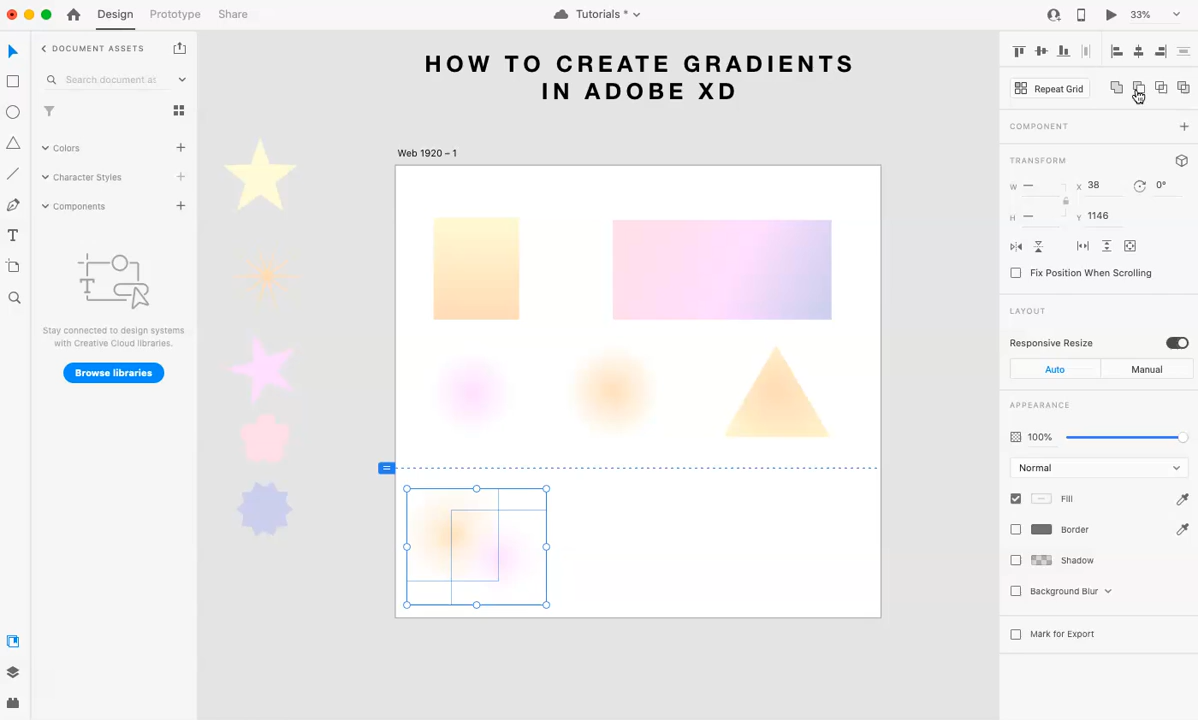 Design
Prototype
Share
Tutorials *
33%
DOCUMENT ASSETS
Search document as
Colors
Character Styles
Components
Stay connected to design systems
with Creative Cloud libraries.
Browse libraries
HOW TO CREATE GRADIENTS
IN ADOBE XD
Web 1920 – 1
Repeat Grid
COMPONENT
TRANSFORM
W —
X 38
0°
H —
Y 1146
Fix Position When Scrolling
LAYOUT
Responsive Resize
Auto
Manual
APPEARANCE
100%
Normal
Fill
Border
Shadow
Background Blur
Mark for Export